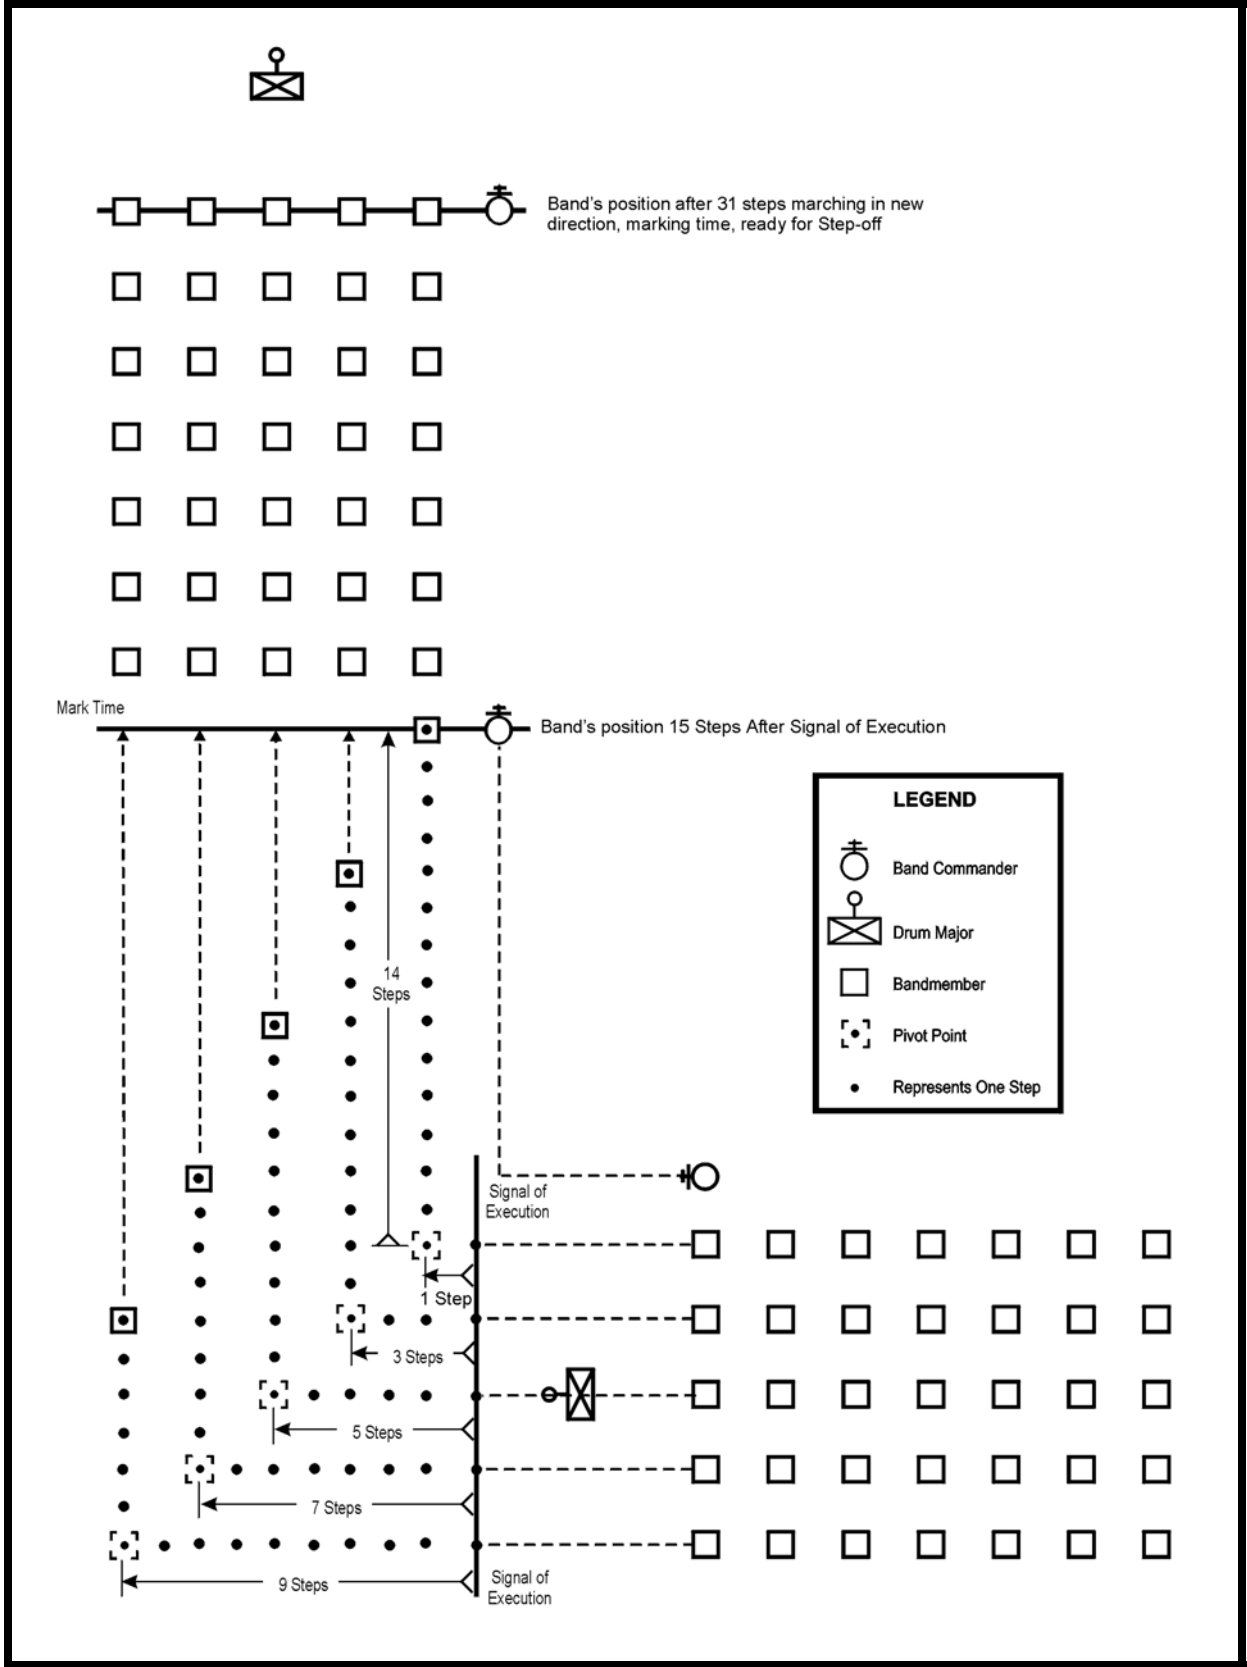 Band's position after 31 steps marching in new
direction, marking time, ready for Step-off
Mark Time
Band's position 15 Steps After Signal of Execution
LEGEND
Band Commander
Drum Major
Bandmember
Pivot Point
Represents One Step
14
Steps
Signal of
Execution
1 Step
3 Steps
5 Steps
7 Steps
9 Steps
Signal of
Execution